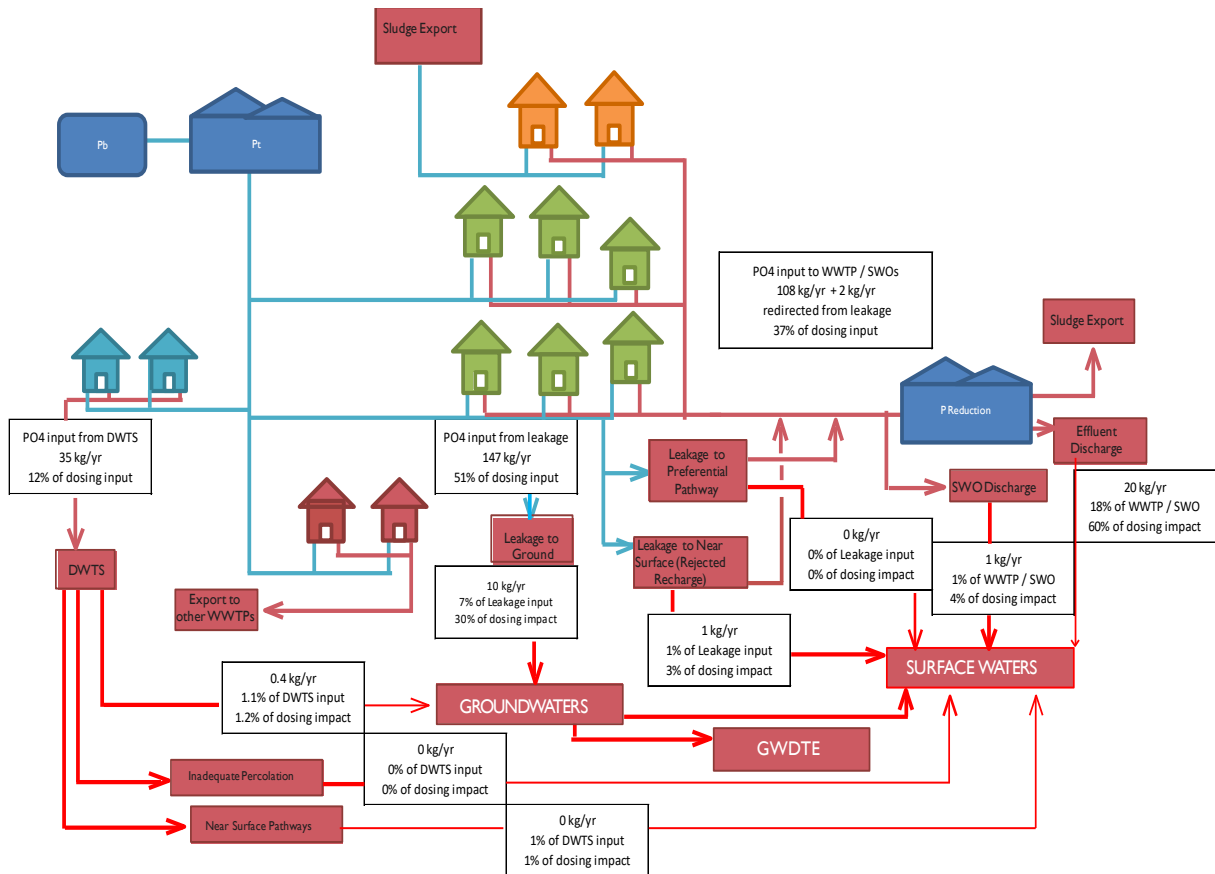 Sludge Export
Pb
Pt
PO4 input to WWTP / SWOs
108 kg/yr + 2 kg/yr
redirected from leakage
37% of dosing input
Sludge Export
P Reduction
Effluent
Discharge
PO4 input from DWTS
35 kg/yr
12% of dosing input
PO4 input from leakage
147 kg/yr
51% of dosing input
Leakage to
Preferential
Pathway
SWO Discharge
20 kg/yr
18% of WWTP / SWO
60% of dosing impact
Leakage to
Ground
Leakage to Near
Surface (Rejected
Recharge)
0 kg/yr
0% of Leakage input
0% of dosing impact
1 kg/yr
1% of WWTP / SWO
4% of dosing impact
DWTS
Export to
other WWTPs
10 kg/yr
7% of Leakage input
30% of dosing impact
1 kg/yr
1% of Leakage input
3% of dosing impact
SURFACE WATERS
0.4 kg/yr
1.1% of DWTS input
1.2% of dosing impact
GROUNDWATERS
GWDTE
Inadequate Percolation
0 kg/yr
0% of DWTS input
0% of dosing impact
Near Surface Pathways
0 kg/yr
1% of DWTS input
1% of dosing impact